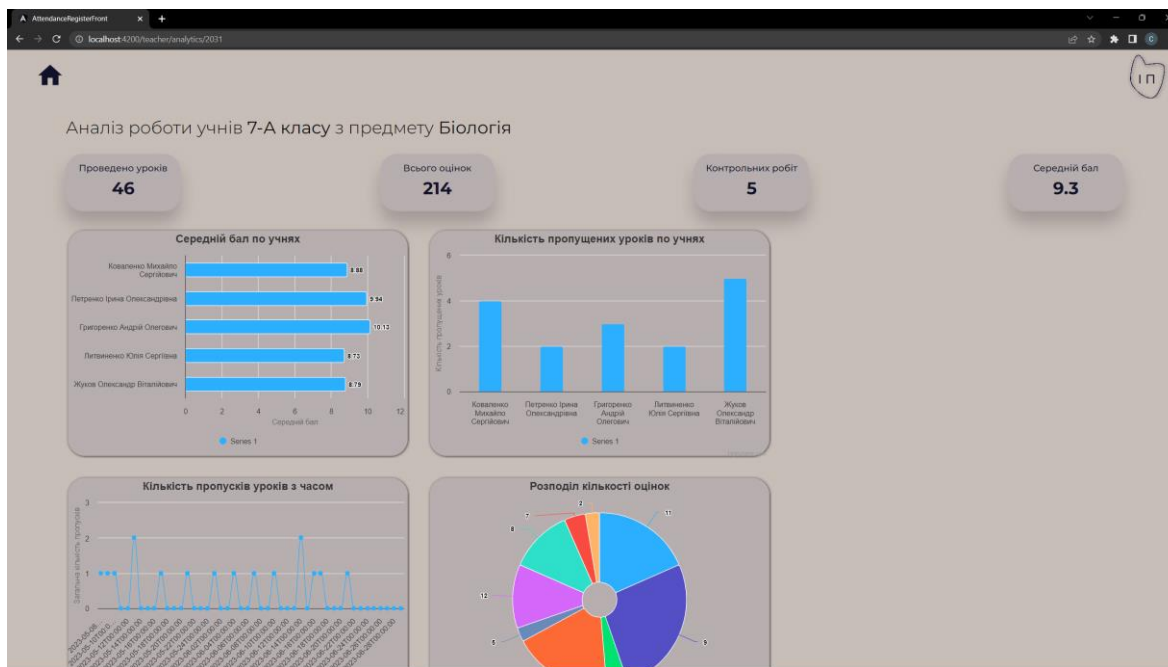 AttendanceRegisterFront
localhost:4200/teacher/analytics/2031
С
І П
Аналіз роботи учнів 7-А класу з предмету Біологія
Проведено уроків
46
Всього оцінок
214
Контрольних робіт
5
Середній бал
9.3
Середній бал по учнях
Коваленко Михайло
Сергійович
8.88
Петренко Ірина Олександрівна
9.94
Григоренко Андрій Олегович
10.13
Литвиненко Юлія Сергіївна
8.73
Жуков Олександр Віталійович
8.79
0 2 4 6 8 10 12
Середній бал
Series 1
Кількість пропущених уроків по учнях
Кількість пропущених уроків
6
4
2
0
Коваленко
Михайло
Сергійович
Петренко Ірина
Олександрівна
Григоренко
Андрій
Олегович
Литвиненко
Юлія Сергіївна
Жуков
Олександр
Віталійович
Series 1
Кількість пропусків уроків з часом
Загальна кількість пропусків
3
2
1
0
Розподіл кількості оцінок
2
7
11
8
12
5
9